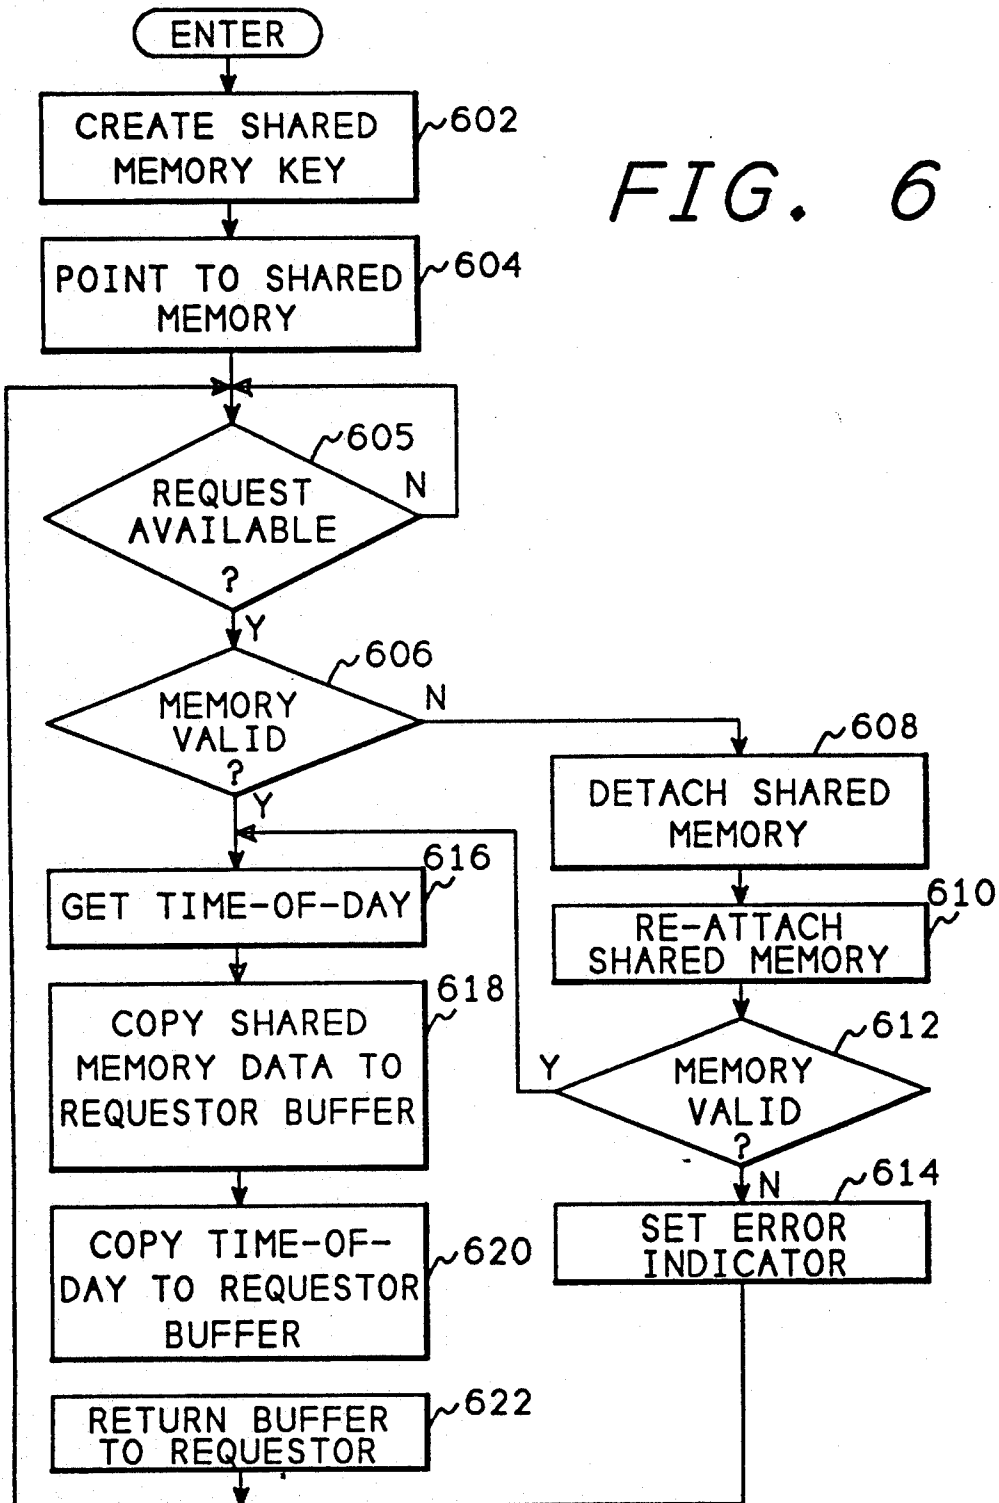 ENTER
CREATE SHARED
MEMORY KEY
602
FIG. 6
POINT TO SHARED
MEMORY
604
605
REQUEST
AVAILABLE
?
N
Y
606
MEMORY
VALID
?
N
Y
608
DETACH SHARED
MEMORY
616
GET TIME-OF-DAY
610
RE-ATTACH
SHARED MEMORY
618
COPY SHARED
MEMORY DATA TO
REQUESTOR BUFFER
612
Y
MEMORY
VALID
?
N
614
SET ERROR
INDICATOR
COPY TIME-OF-
DAY TO REQUESTOR
BUFFER
620
RETURN BUFFER
TO REQUESTOR
622